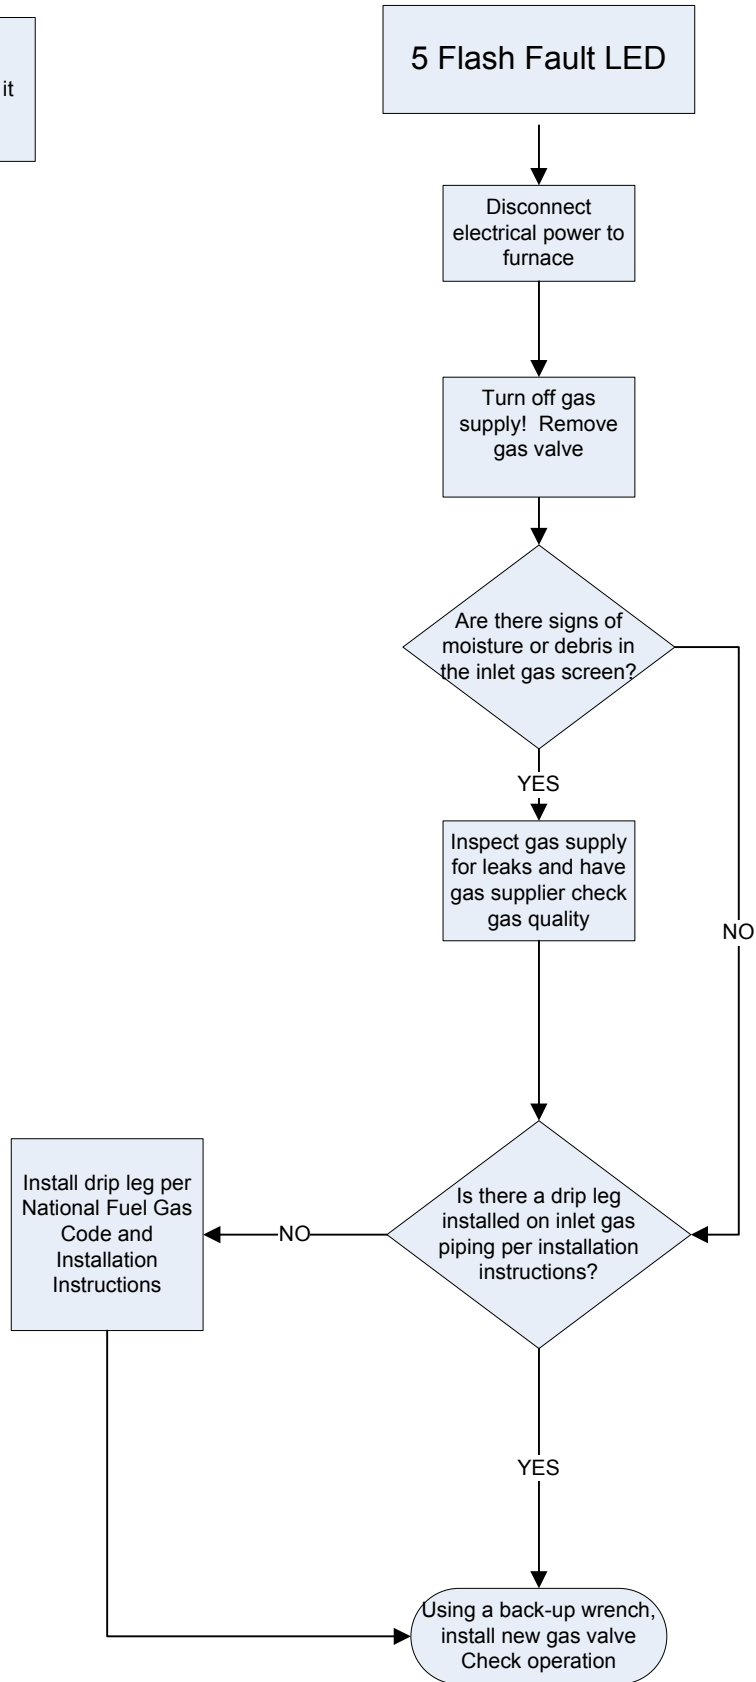 it
5 Flash Fault LED
Disconnect
electrical power to
furnace
Turn off gas
supply!  Remove
gas valve
Are there signs of
moisture or debris in
the inlet gas screen?
YES
Inspect gas supply
for leaks and have
gas supplier check
gas quality
NO
Is there a drip leg
installed on inlet gas
piping per installation
instructions?
NO
Install drip leg per
National Fuel Gas
Code and
Installation
Instructions
YES
Using a back-up wrench,
install new gas valve
Check operation